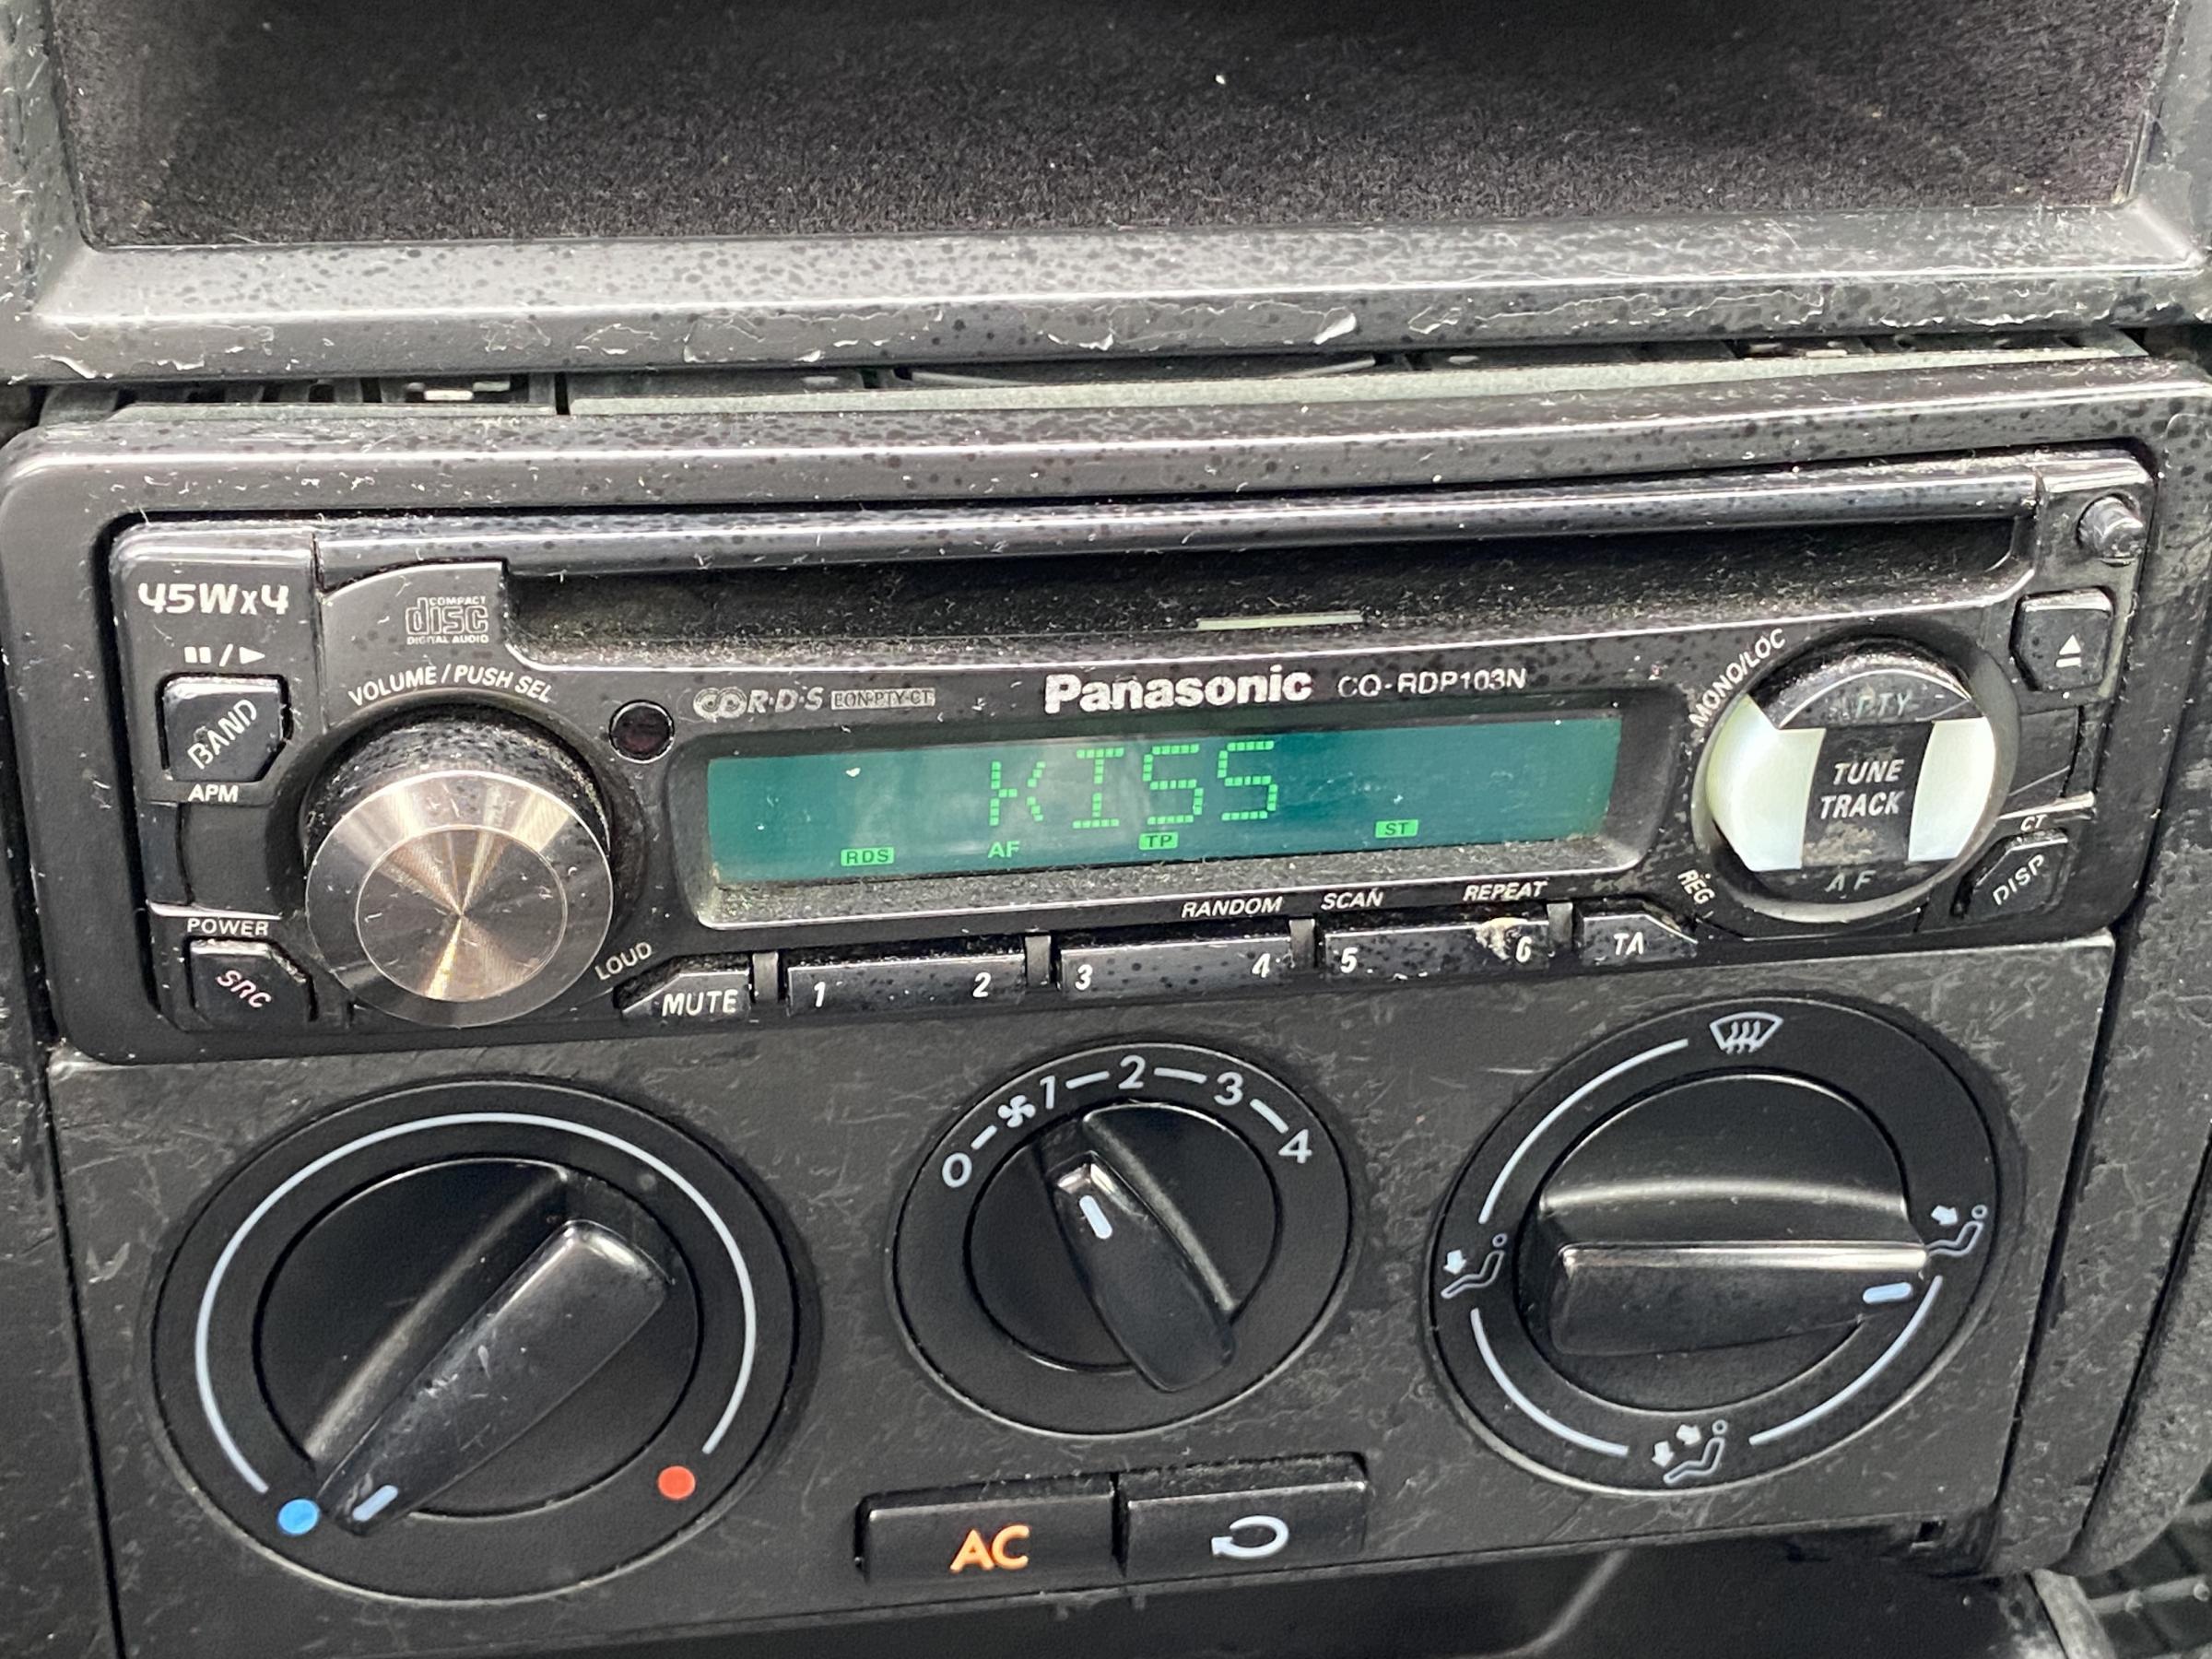 45Wx4
COMPACT
disc
DIGITAL AUDIO
BAND
APM
VOLUME / PUSH SEL
R·D·S EON·PTY·CT
Panasonic CQ-RDP103N
KISS
RDS AF TP ST
MONO/LOC
PTY
TUNE
TRACK
AF
REG
CT
DISP
POWER
SRC
LOUD
MUTE
RANDOM SCAN REPEAT
1 2 3 4 5 6 TA
0 1 2 3 4
AC